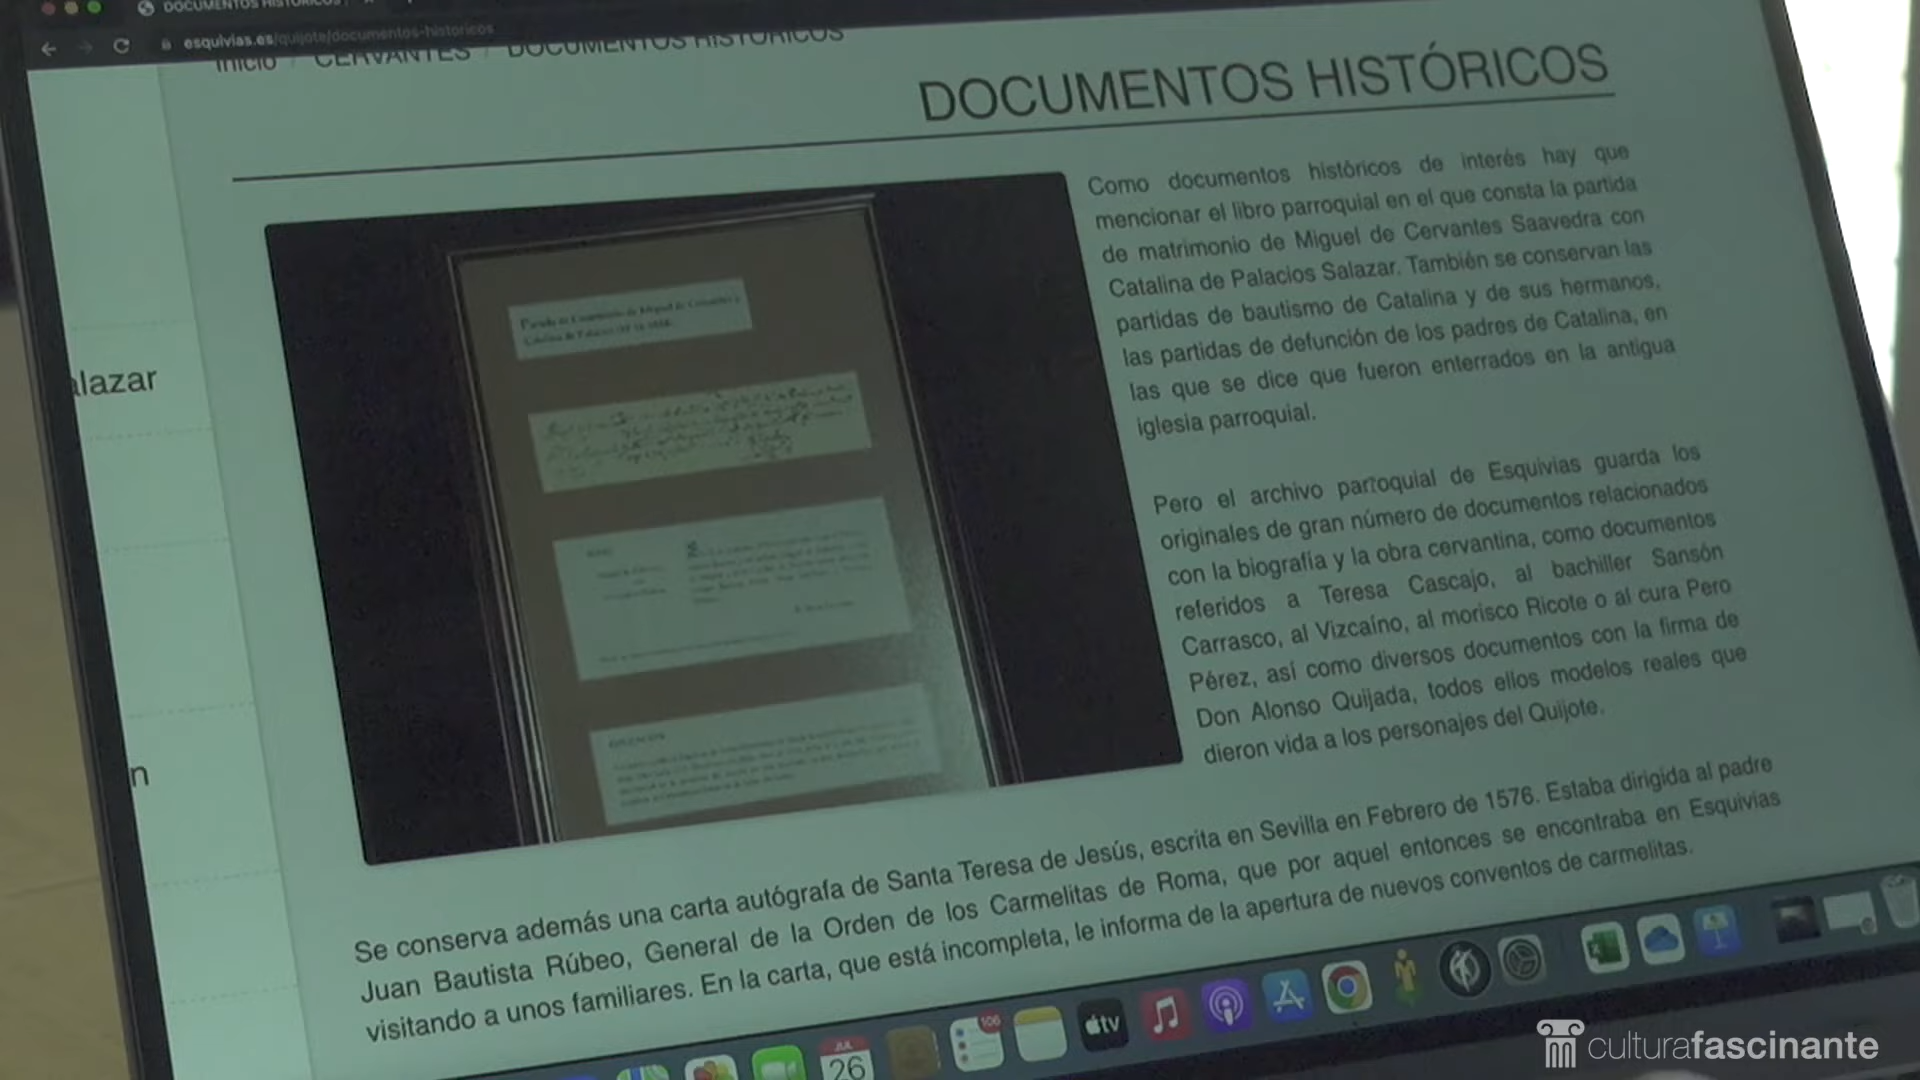 DOCUMENTOS HISTÓRICOS
esquivias.es/quijote/documentos-historicos
Inicio / CERVANTES / DOCUMENTOS HISTÓRICOS
DOCUMENTOS HISTÓRICOS
alazar
n
Como documentos históricos de interés hay que
mencionar el libro parroquial en el que consta la partida
de matrimonio de Miguel de Cervantes Saavedra con
Catalina de Palacios Salazar. También se conservan las
partidas de bautismo de Catalina y de sus hermanos,
las partidas de defunción de los padres de Catalina, en
las que se dice que fueron enterrados en la antigua
iglesia parroquial.
Pero el archivo parroquial de Esquivias guarda los
originales de gran número de documentos relacionados
con la biografía y la obra cervantina, como documentos
referidos a Teresa Cascajo, al bachiller Sansón
Carrasco, al Vizcaíno, al morisco Ricote o al cura Pero
Pérez, así como diversos documentos con la firma de
Don Alonso Quijada, todos ellos modelos reales que
dieron vida a los personajes del Quijote.
Se conserva además una carta autógrafa de Santa Teresa de Jesús, escrita en Sevilla en Febrero de 1576. Estaba dirigida al padre
Juan Bautista Rúbeo, General de la Orden de los Carmelitas de Roma, que por aquel entonces se encontraba en Esquivias
visitando a unos familiares. En la carta, que está incompleta, le informa de la apertura de nuevos conventos de carmelitas.
JUL
26
106
tv
culturafascinante